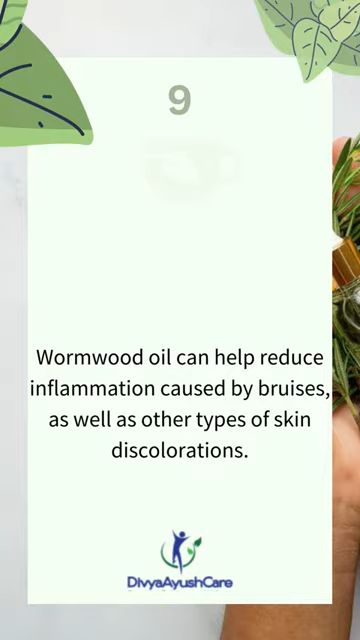 9
Wormwood oil can help reduce
inflammation caused by bruises,
as well as other types of skin
discolorations.
DivyaAyushCare